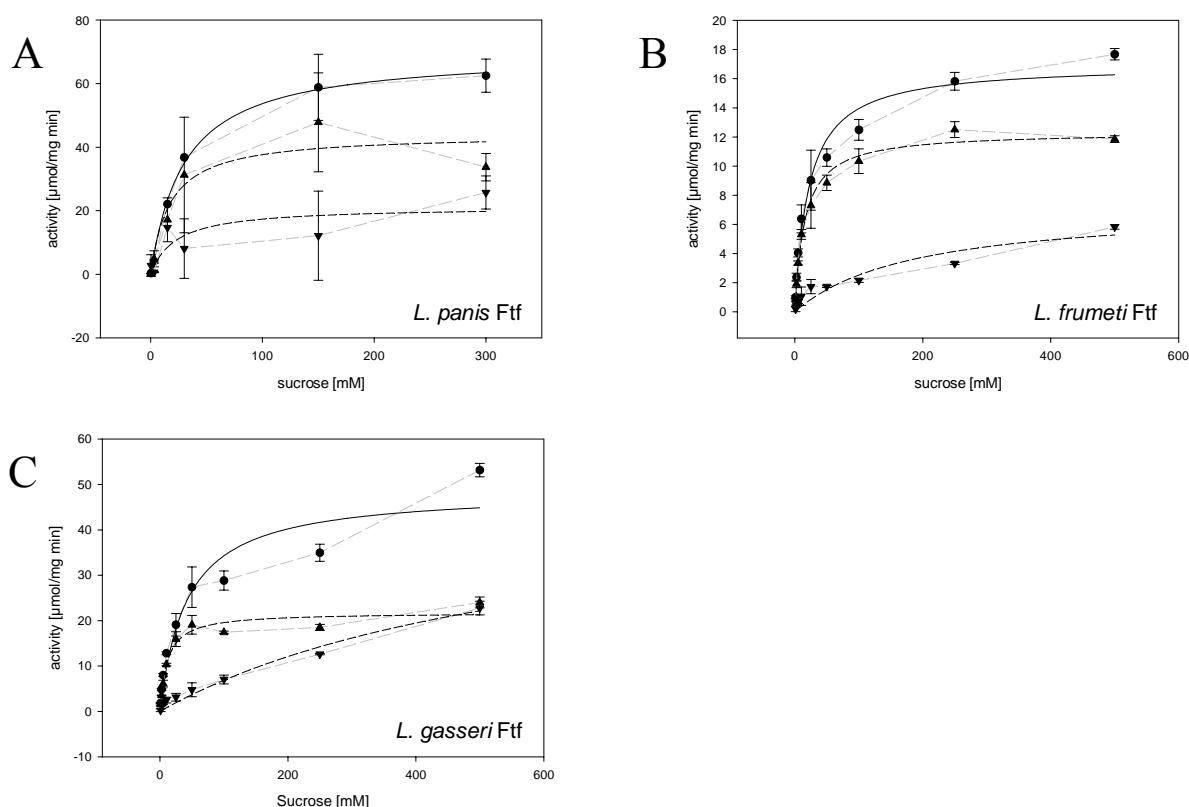 A
80
60
40
20
0
-20
activity [µmol/mg min]
0 100 200 300
sucrose [mM]
L. panis Ftf
B
20
18
16
14
12
10
8
6
4
2
0
activity [µmol/mg min]
0 200 400 600
sucrose [mM]
L. frumeti Ftf
C
60
50
40
30
20
10
0
-10
activity [µmol/mg min]
0 200 400 600
Sucrose [mM]
L. gasseri Ftf